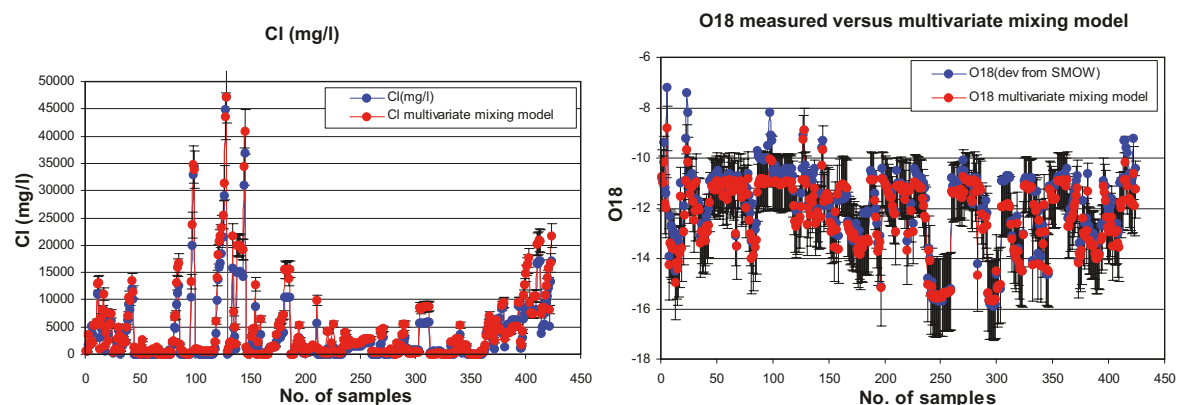 Cl (mg/l)
Cl (mg/l)
50000
45000
40000
35000
30000
25000
20000
15000
10000
5000
0
Cl(mg/l)
Cl multivariate mixing model
0 50 100 150 200 250 300 350 400 450
No. of samples
O18 measured versus multivariate mixing model
O18
-6
-8
-10
-12
-14
-16
-18
O18(dev from SMOW)
O18 multivariate mixing model
0 50 100 150 200 250 300 350 400 450
No. of samples